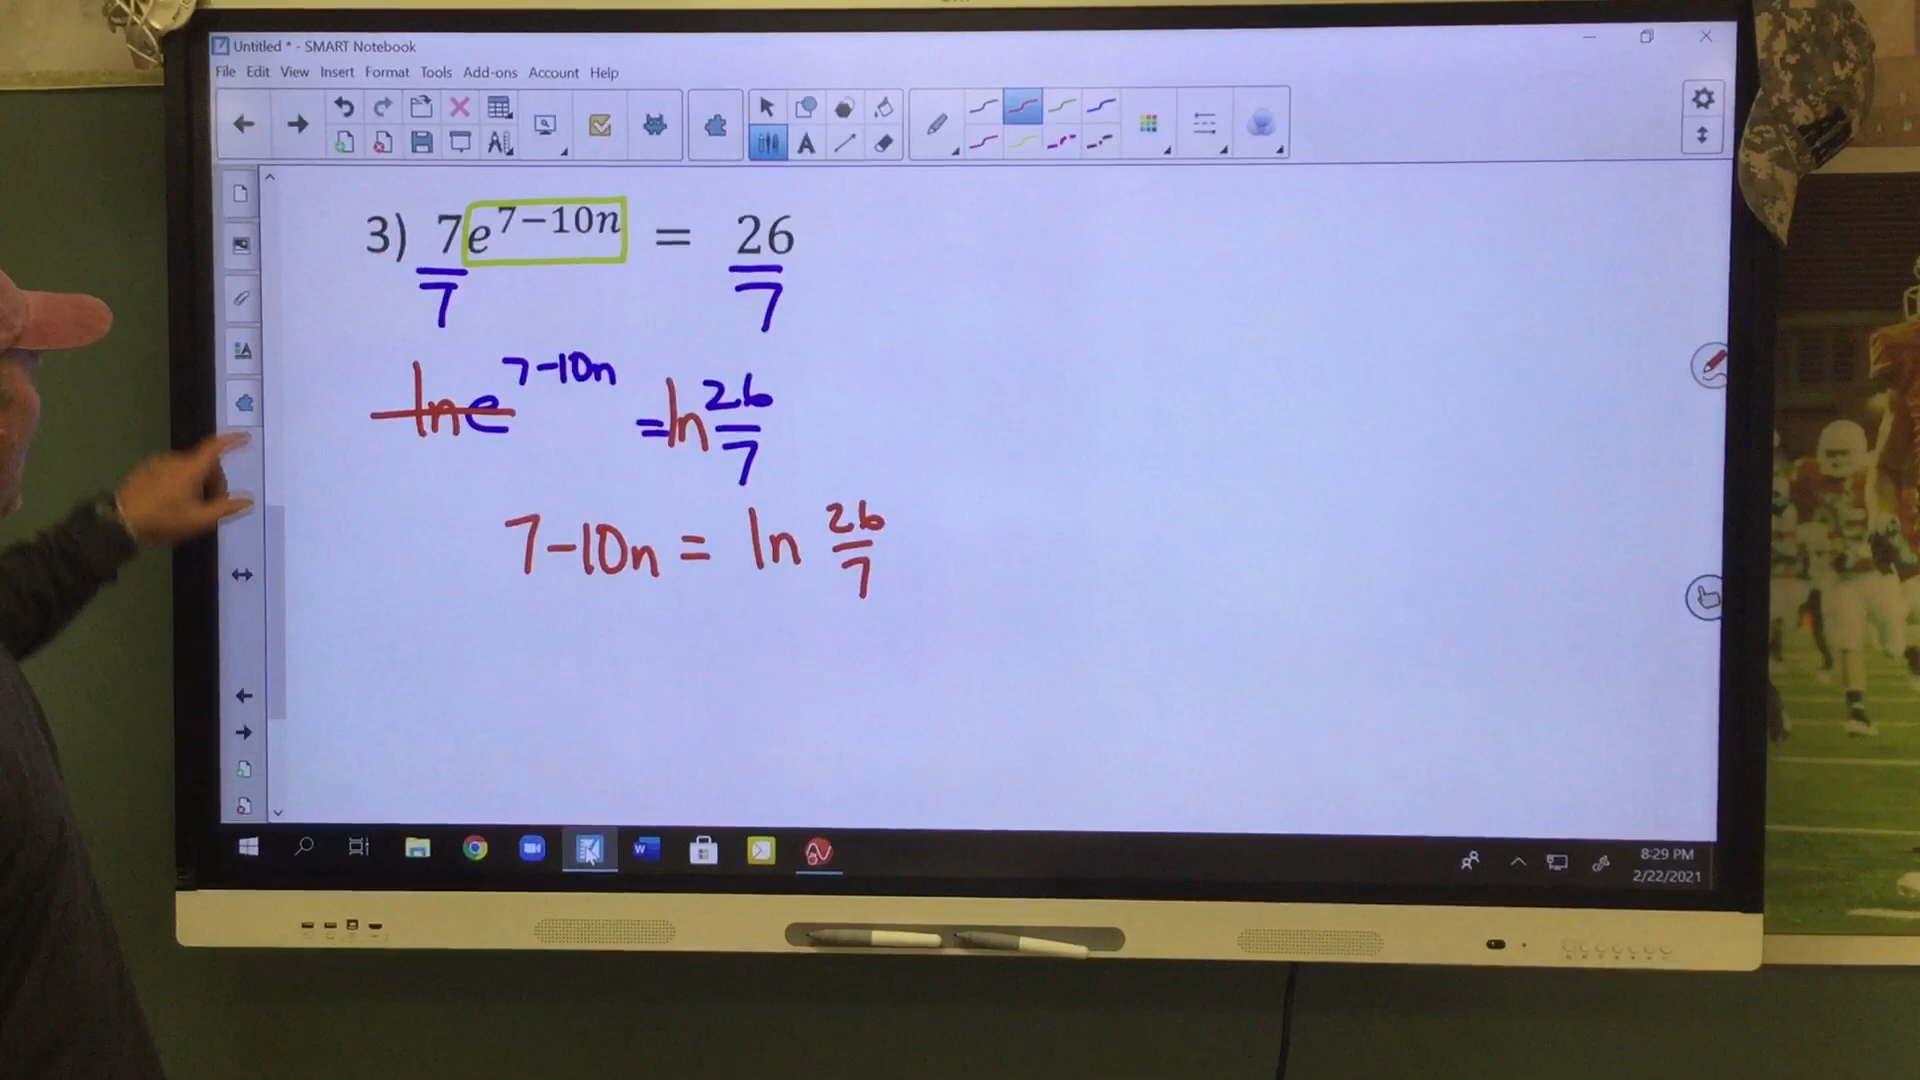 Untitled * - SMART Notebook
File Edit View Insert Format Tools Add-ons Account Help
3) 7e^{7-10n} = 26
7 7
ln e^{7-10n} = ln 26/7
7-10n = ln 26/7
8:29 PM
2/22/2021